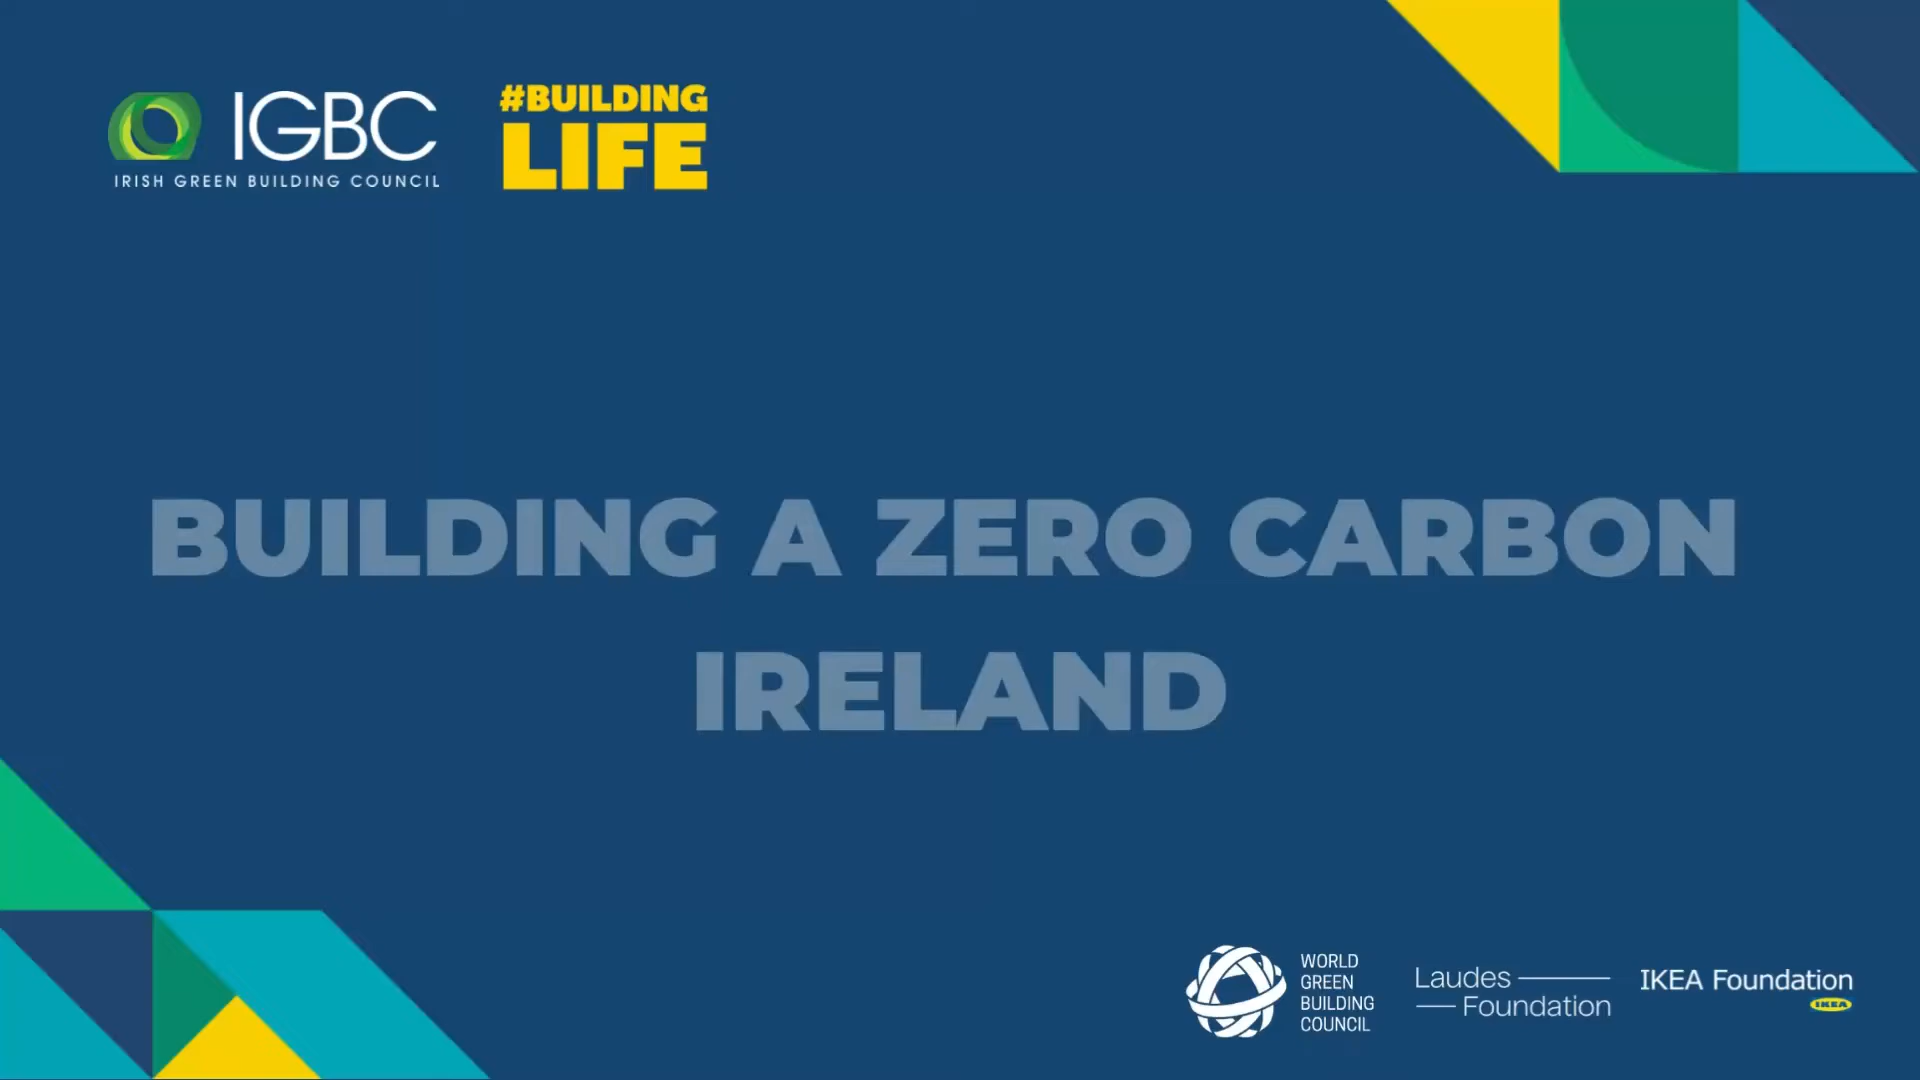 IGBC
IRISH GREEN BUILDING COUNCIL
#BUILDING
LIFE
BUILDING A ZERO CARBON
IRELAND
WORLD
GREEN
BUILDING
COUNCIL
Laudes
Foundation
IKEA Foundation
IKEA